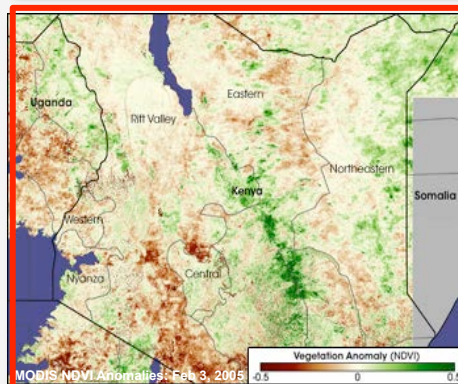 Uganda
Eastern
Rift Valley
Northeastern
Kenya
Somalia
Western
Central
Nyanza
Vegetation Anomaly (NDVI)
-0.5 0 0.5
MODIS NDVI Anomalies: Feb 3, 2005